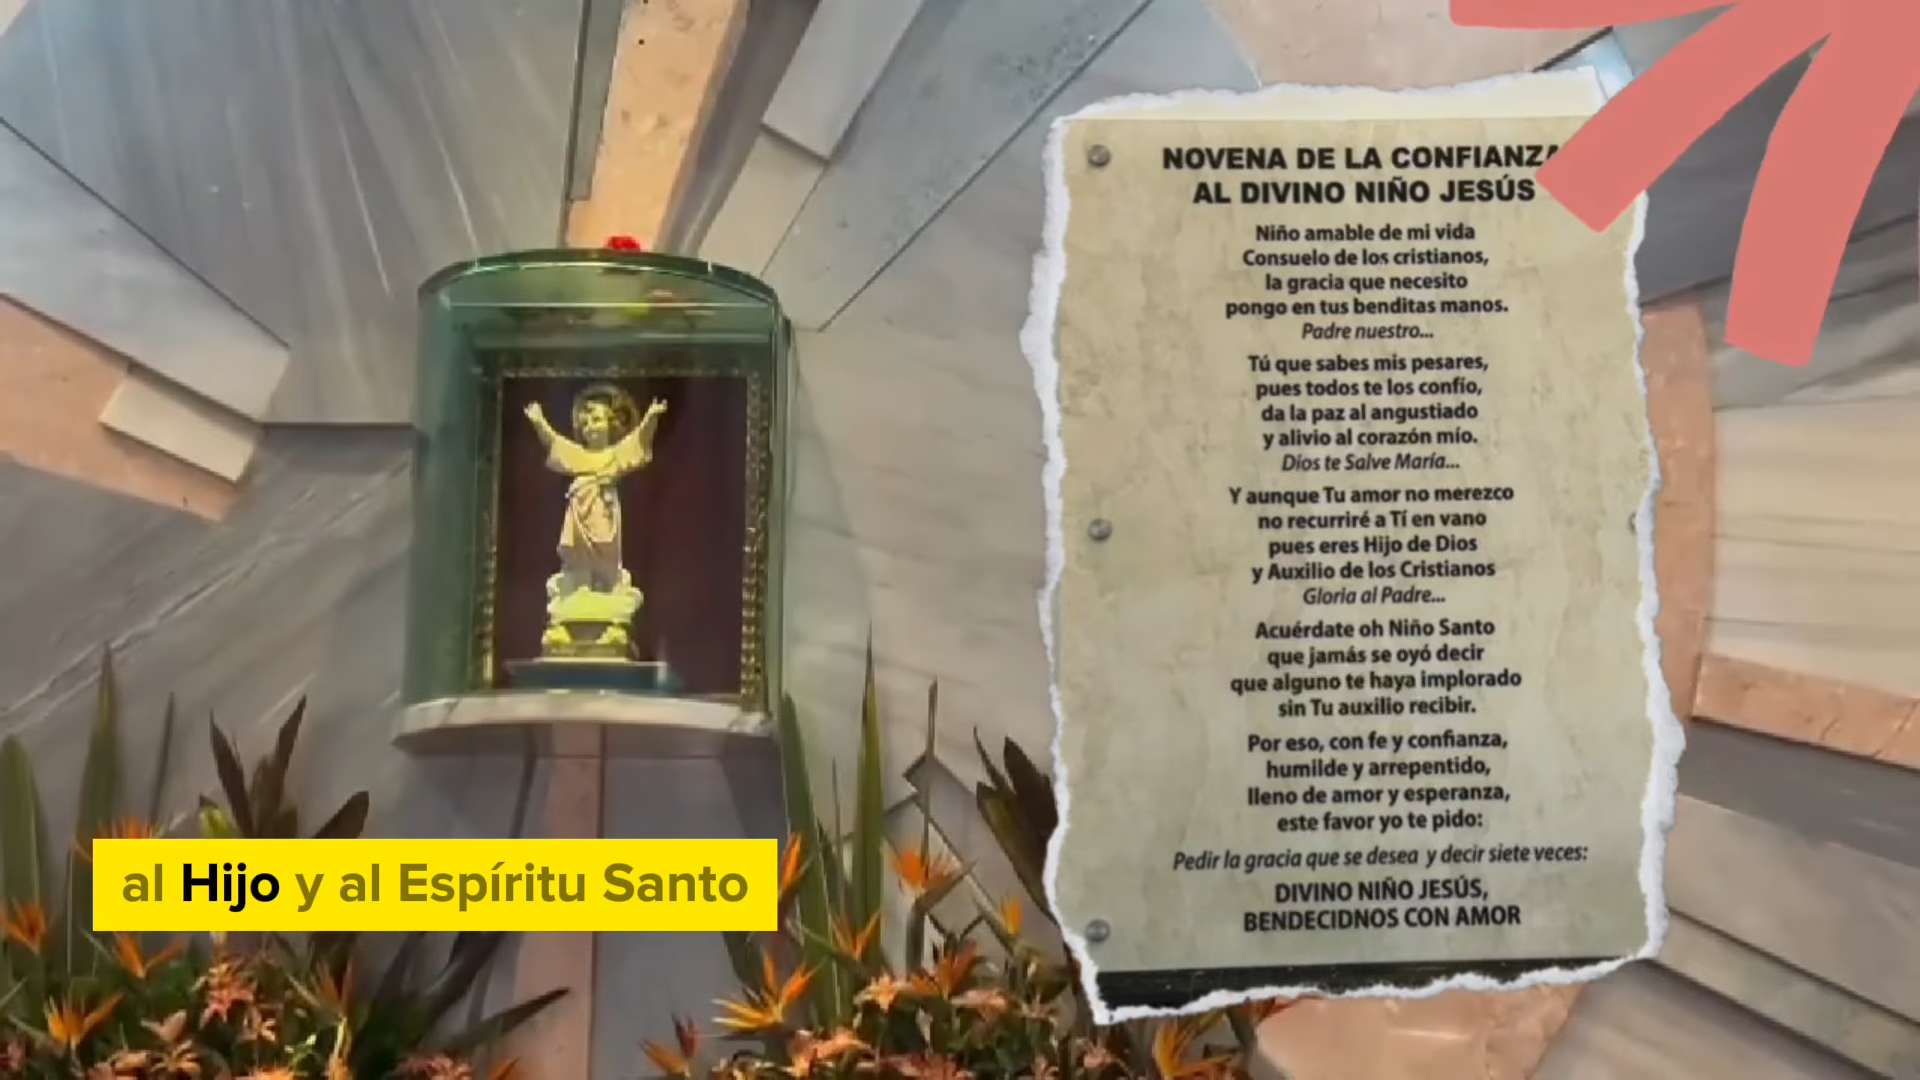 NOVENA DE LA CONFIANZA
AL DIVINO NIÑO JESÚS
Niño amable de mi vida
Consuelo de los cristianos,
la gracia que necesito
pongo en tus benditas manos.
Padre nuestro...
Tú que sabes mis pesares,
pues todos te los confío,
da la paz al angustiado
y alivio al corazón mío.
Dios te Salve María...
Y aunque Tu amor no merezco
no recurriré a Tí en vano
pues eres Hijo de Dios
y Auxilio de los Cristianos
Gloria al Padre...
Acuérdate oh Niño Santo
que jamás se oyó decir
que alguno te haya implorado
sin Tu auxilio recibir.
Por eso, con fe y confianza,
humilde y arrepentido,
lleno de amor y esperanza,
este favor yo te pido:
Pedir la gracia que se desea y decir siete veces:
DIVINO NIÑO JESÚS,
BENDECIDNOS CON AMOR
al Hijo y al Espíritu Santo